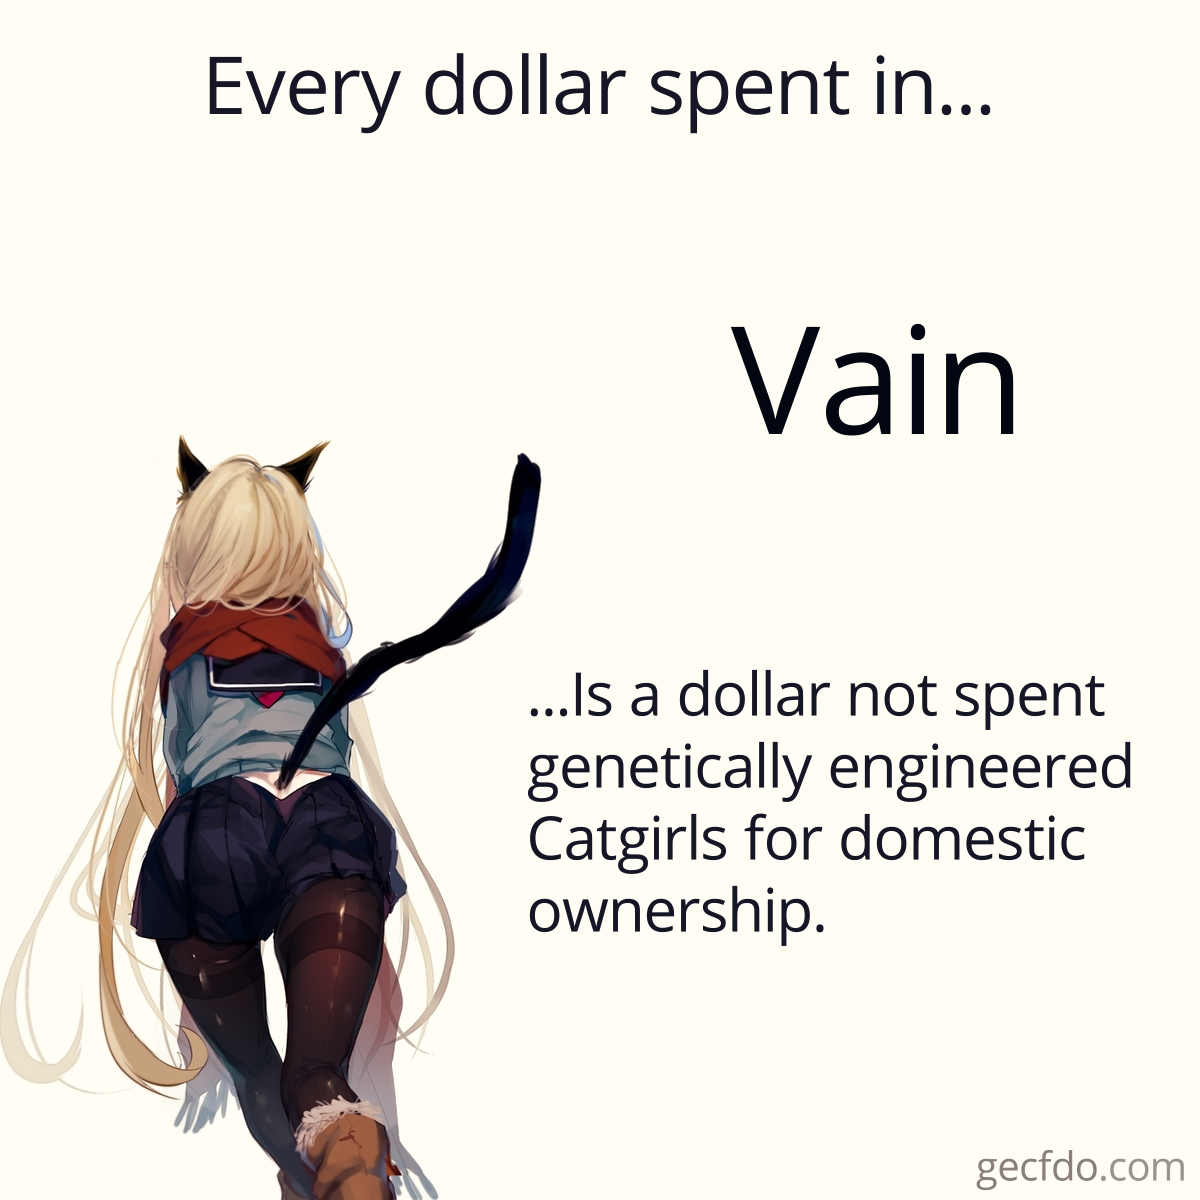 Every dollar spent in...
Vain
...Is a dollar not spent
genetically engineered
Catgirls for domestic
ownership.
gecfdo.com